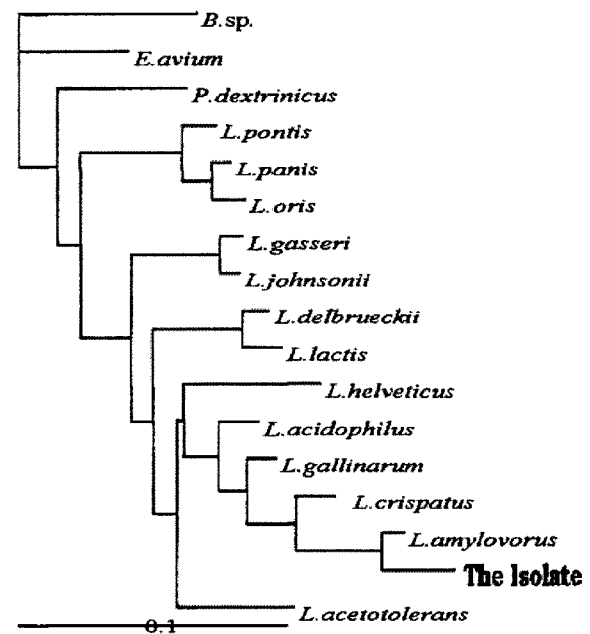 B.sp.
E.avium
P.dextrinicus
L.pontis
L.panis
L.oris
L.gasseri
L.johnsonii
L.delbrueckii
L.lactis
L.helveticus
L.acidophilus
L.gallinarum
L.crispatus
L.amylovorus
The Isolate
L.acetotolerans
0.1